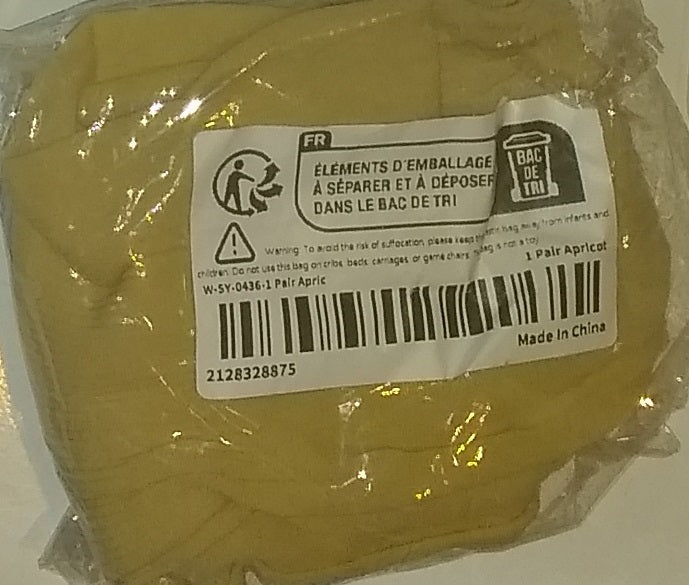 FR
ÉLÉMENTS D'EMBALLAGE
À SÉPARER ET À DÉPOSER
DANS LE BAC DE TRI
BAC
DE
TRI
Warning: To avoid the risk of suffocation, please keep bag away from infants and
children. Do not use this bag on cribs, beds, carriages, or game chairs. bag is not a toy
W-SY-0436-1 Pair Apric
1 Pair Apricot
Made In China
2128328875